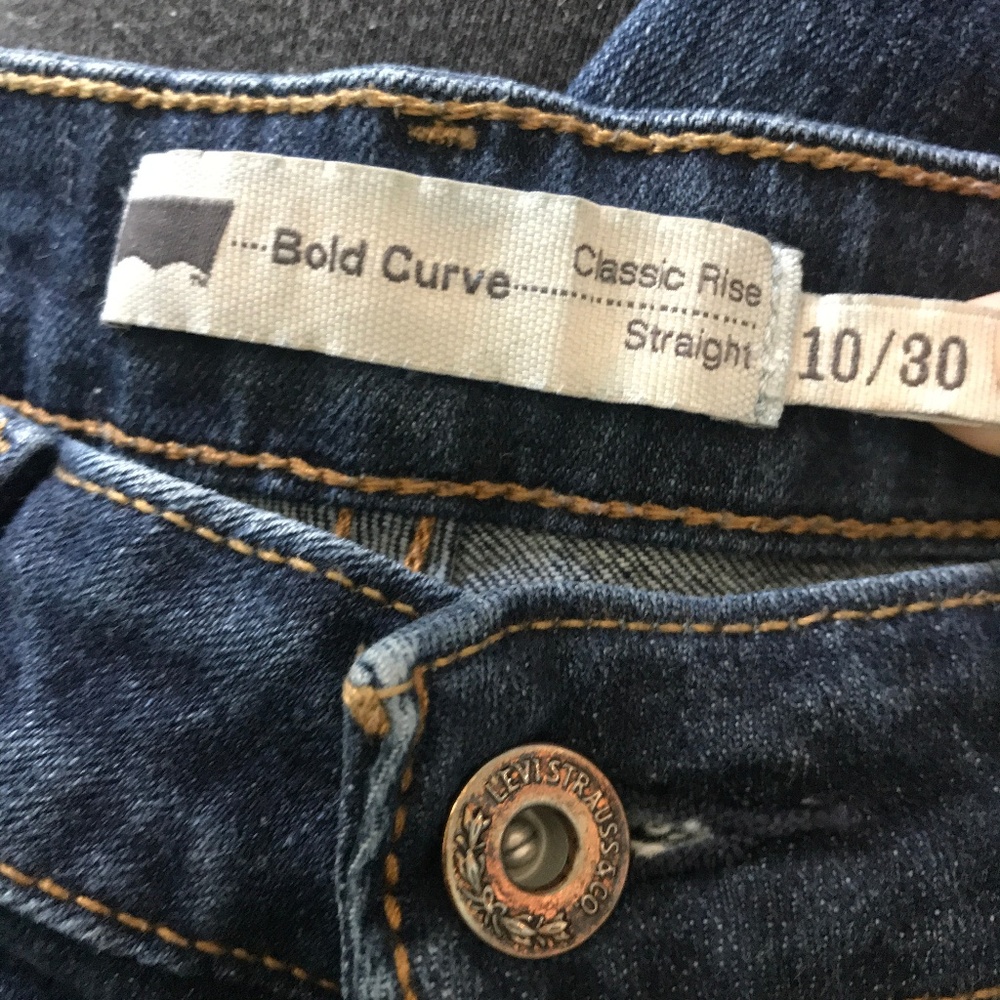 Bold Curve
Classic Rise
Straight
10/30
LEVI STRAUSS & CO